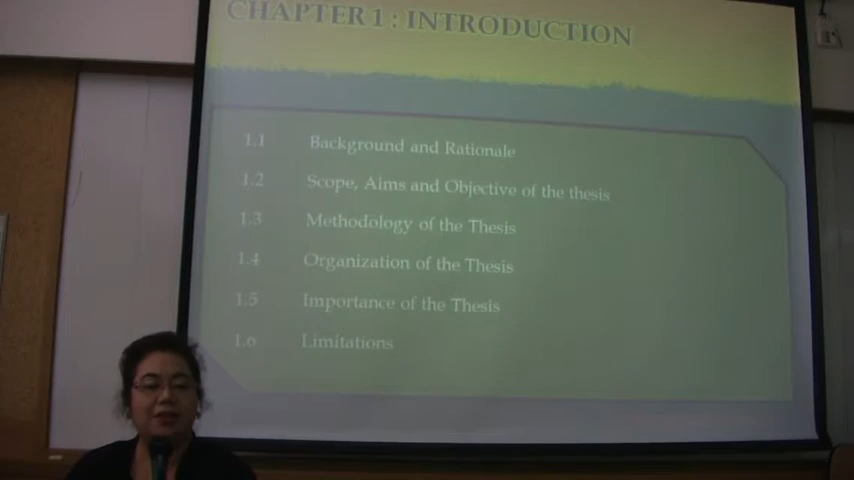 CHAPTER 1 : INTRODUCTION
1.1 Background and Rationale
1.2 Scope, Aims and Objective of the thesis
1.3 Methodology of the Thesis
1.4 Organization of the Thesis
1.5 Importance of the Thesis
1.6 Limitations